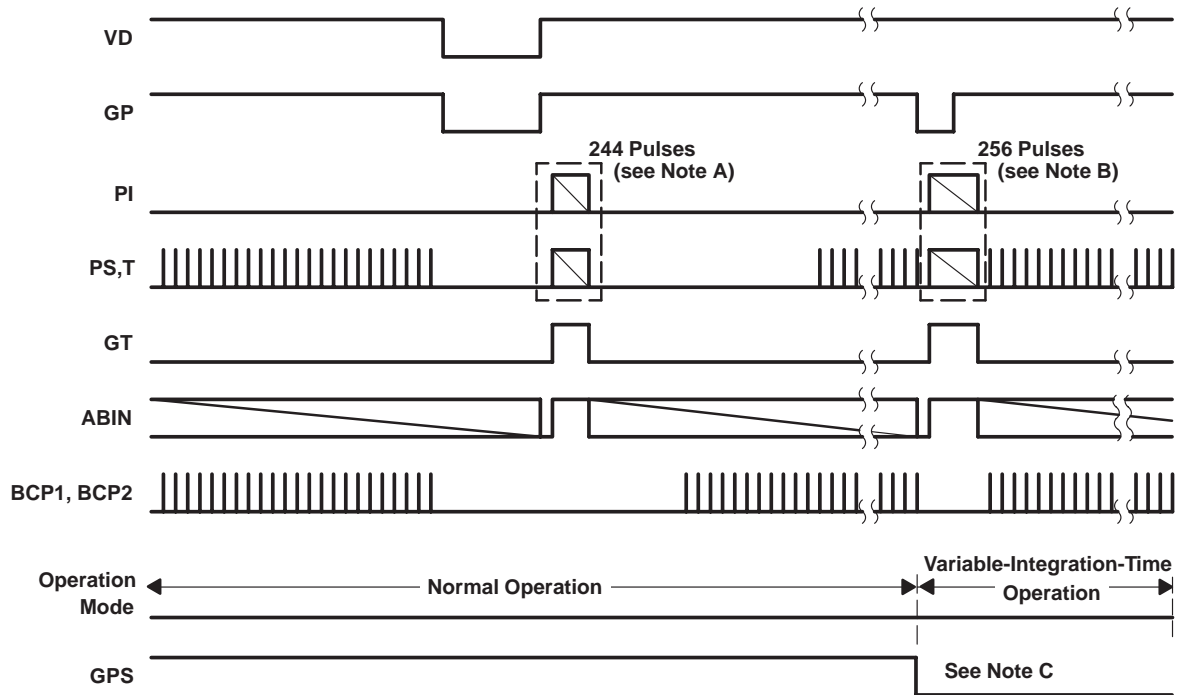 VD
GP
244 Pulses
(see Note A)
256 Pulses
(see Note B)
PI
PS,T
GT
ABIN
BCP1, BCP2
Operation
Mode
Normal Operation
Variable-Integration-Time
Operation
GPS
See Note C